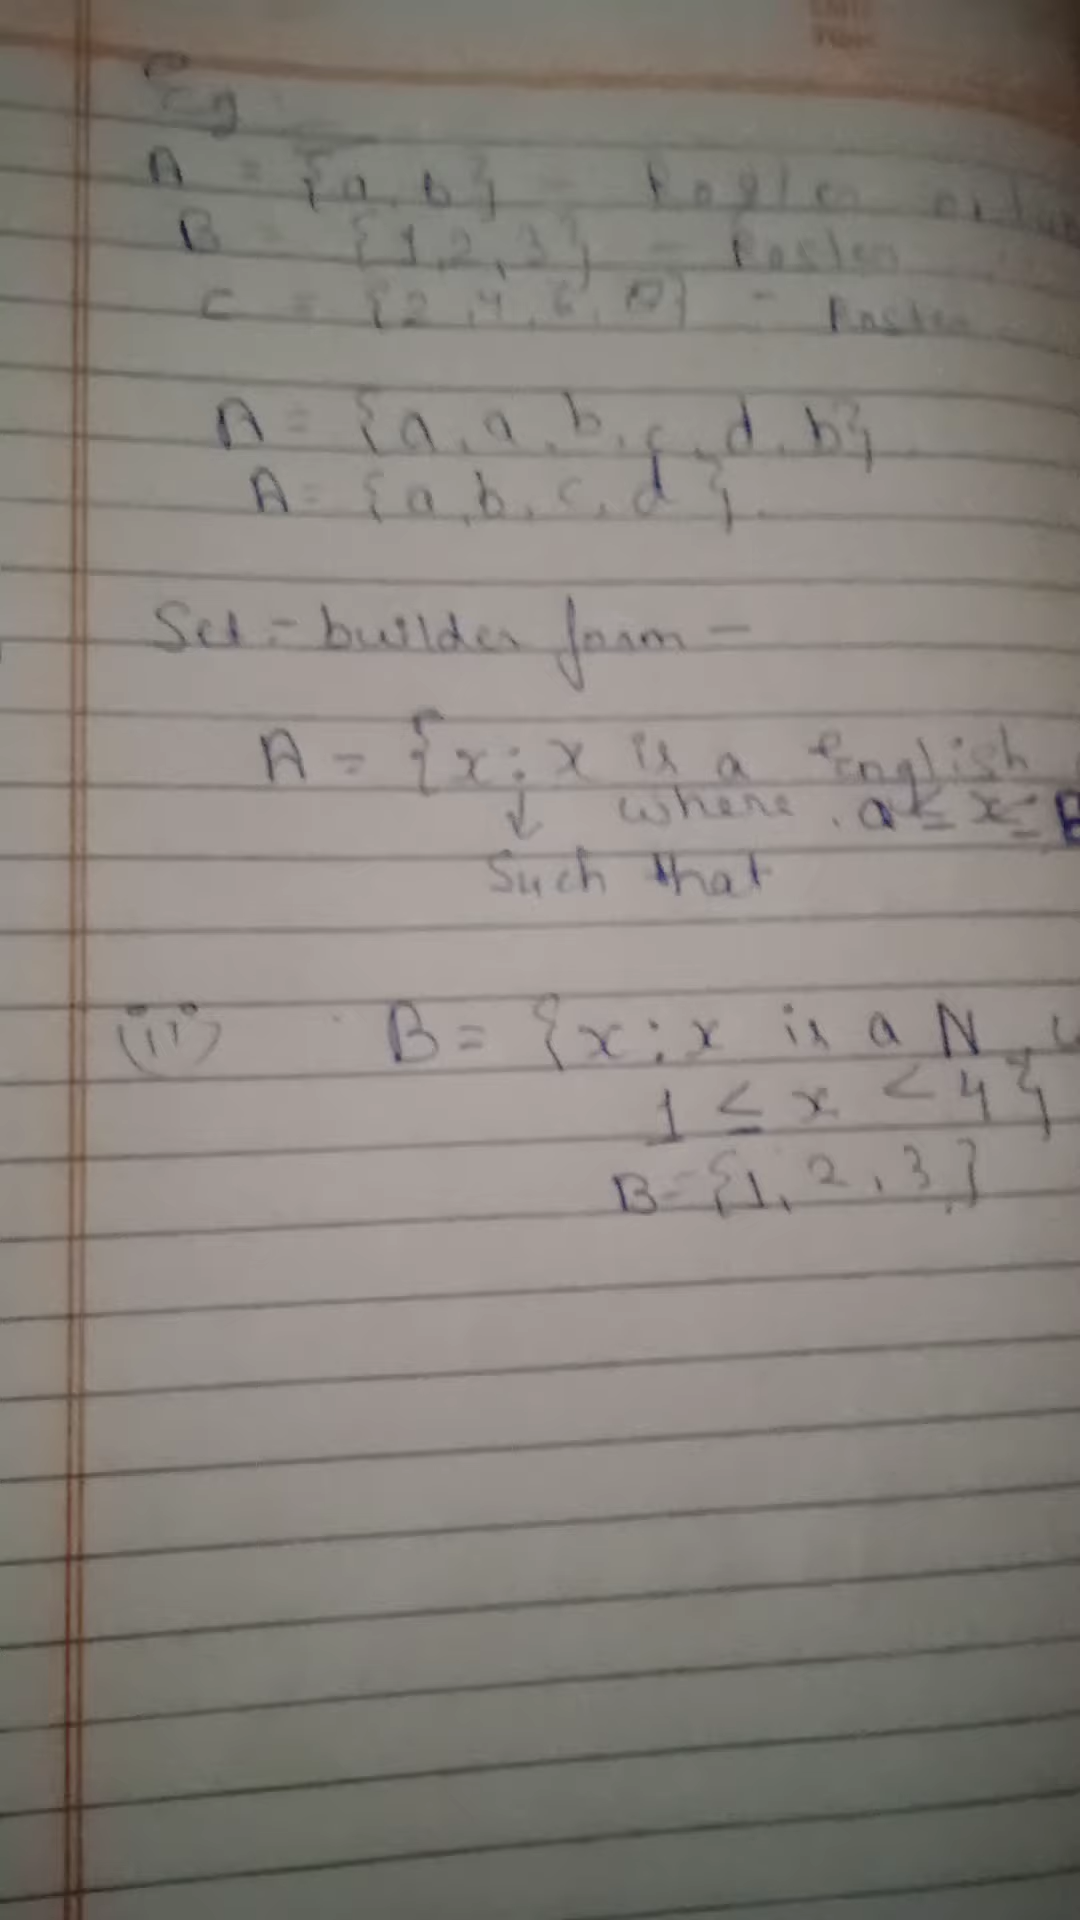 Eg
A = {a, b} - Roster
B = {1, 2, 3} - Roster
C = {2, 4, 6, 10} - Roster
A = {a, a, b, c, d, b}
A = {a, b, c, d}.
Set - builder form -
A = {x : x is a English
↓ where, a ≤ x ≤ B
Such that
(ii) B = {x : x is a N
1 ≤ x < 4}
B = {1, 2, 3}